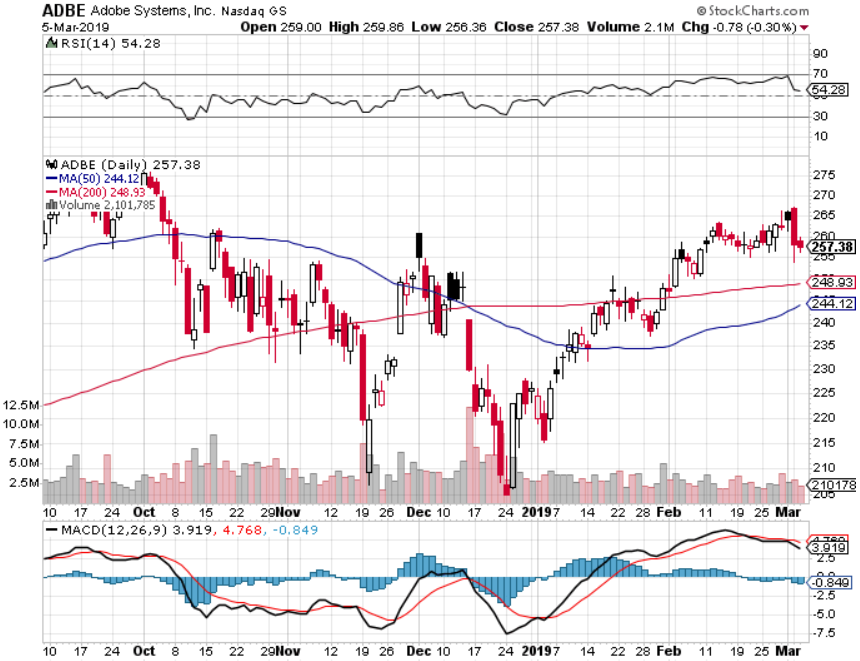 ADBE Adobe Systems, Inc. Nasdaq GS © StockCharts.com
5-Mar-2019 Open 259.00 High 259.86 Low 256.36 Close 257.38 Volume 2.1M Chg -0.78 (-0.30%)
RSI(14) 54.28
90
70
54.28
50
30
10
ADBE (Daily) 257.38
MA(50) 244.12
MA(200) 248.93
Volume 2,101,785
275
270
265
260
257.38
255
248.93
244.12
240
235
230
225
220
215
210
210178
205
12.5M
10.0M
7.5M
5.0M
2.5M
10 17 24 Oct 8 15 22 29 Nov 12 19 26 Dec 10 17 24 2019 7 14 22 28 Feb 11 19 25 Mar
MACD(12,26,9) 3.919, 4.768, -0.849
4.768
3.919
2.5
0.0
-0.849
-2.5
-5.0
-7.5
10 17 24 Oct 8 15 22 29 Nov 12 19 26 Dec 10 17 24 2019 7 14 22 28 Feb 11 19 25 Mar